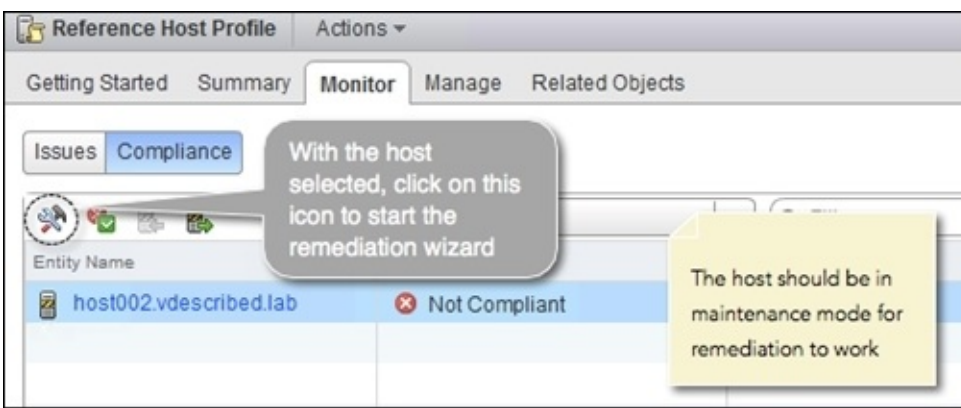 Reference Host Profile Actions
Getting Started Summary Monitor Manage Related Objects
Issues Compliance
With the host
selected, click on this
icon to start the
remediation wizard
Entity Name
host002.vdescribed.lab Not Compliant
The host should be in
maintenance mode for
remediation to work